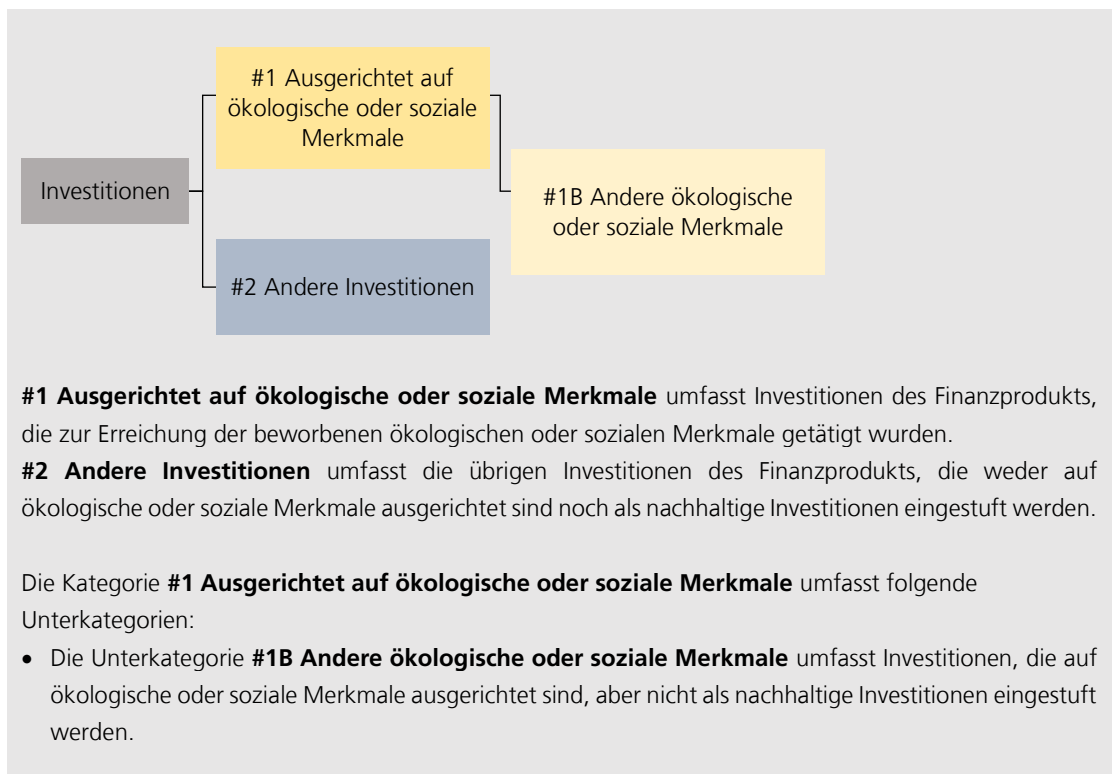 #1 Ausgerichtet auf
ökologische oder soziale
Merkmale
Investitionen
#1B Andere ökologische
oder soziale Merkmale
#2 Andere Investitionen
#1 Ausgerichtet auf ökologische oder soziale Merkmale umfasst Investitionen des Finanzprodukts,
die zur Erreichung der beworbenen ökologischen oder sozialen Merkmale getätigt wurden.
#2 Andere Investitionen umfasst die übrigen Investitionen des Finanzprodukts, die weder auf
ökologische oder soziale Merkmale ausgerichtet sind noch als nachhaltige Investitionen eingestuft werden.
Die Kategorie #1 Ausgerichtet auf ökologische oder soziale Merkmale umfasst folgende
Unterkategorien:
• Die Unterkategorie #1B Andere ökologische oder soziale Merkmale umfasst Investitionen, die auf
ökologische oder soziale Merkmale ausgerichtet sind, aber nicht als nachhaltige Investitionen eingestuft
werden.